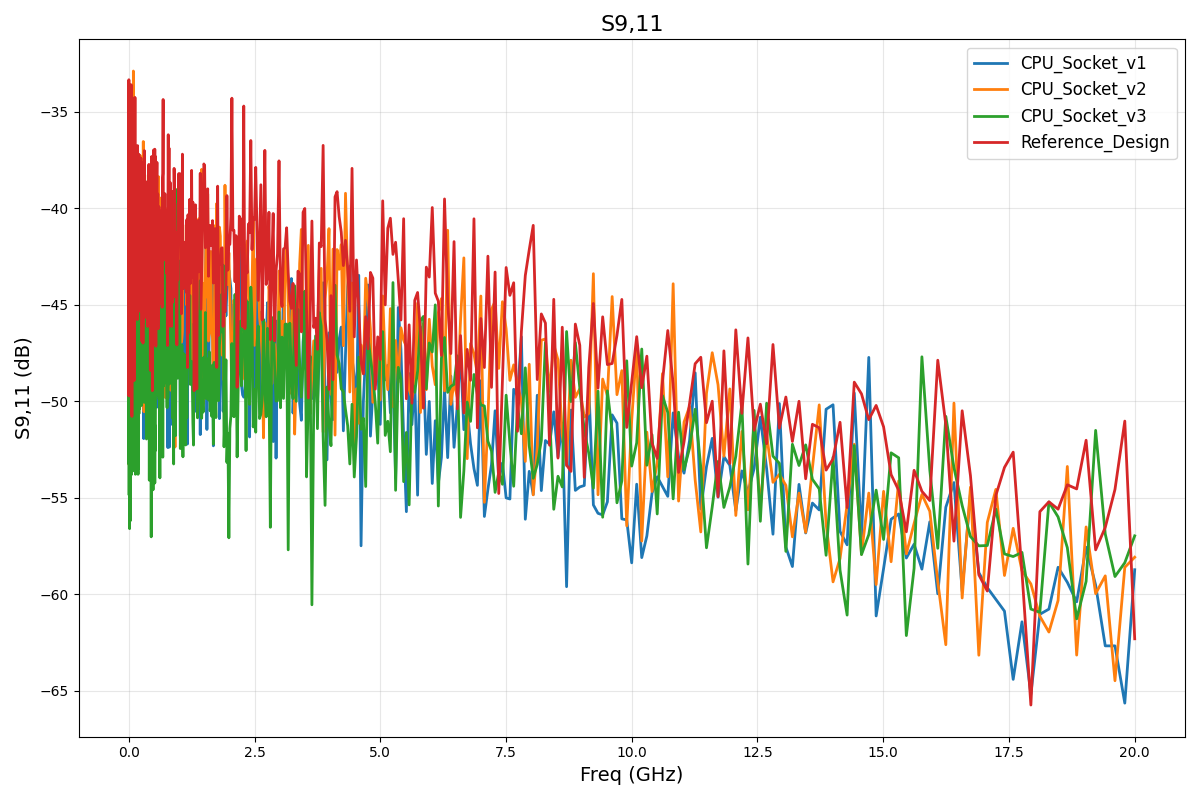 S9,11
CPU_Socket_v1
CPU_Socket_v2
CPU_Socket_v3
Reference_Design
S9,11 (dB)
−35
−40
−45
−50
−55
−60
−65
0.0 2.5 5.0 7.5 10.0 12.5 15.0 17.5 20.0
Freq (GHz)